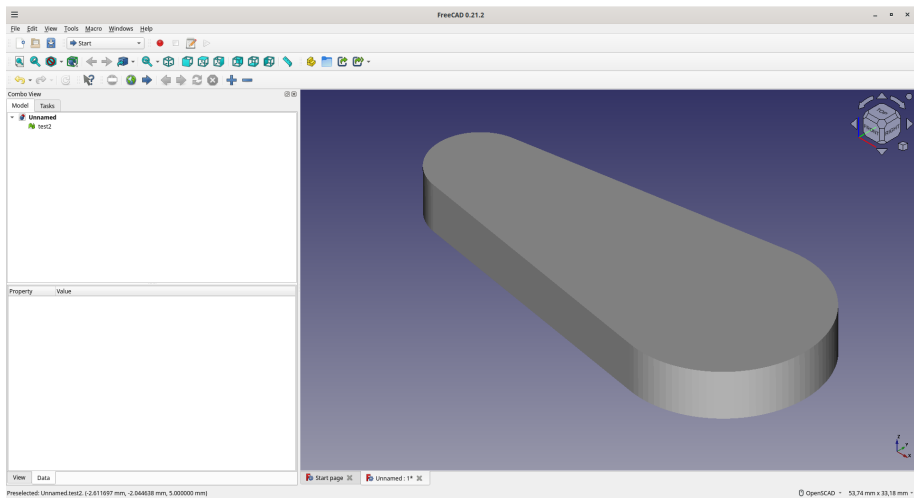 FreeCAD 0.21.2
File Edit View Tools Macro Windows Help
Start
Combo View
Model Tasks
Unnamed
test2
Property Value
TOP
View Data
Start page Unnamed : 1*
Preselected: Unnamed.test2. (-2.611697 mm, -2.044638 mm, 5.000000 mm) OpenSCAD 53,74 mm x 33,18 mm